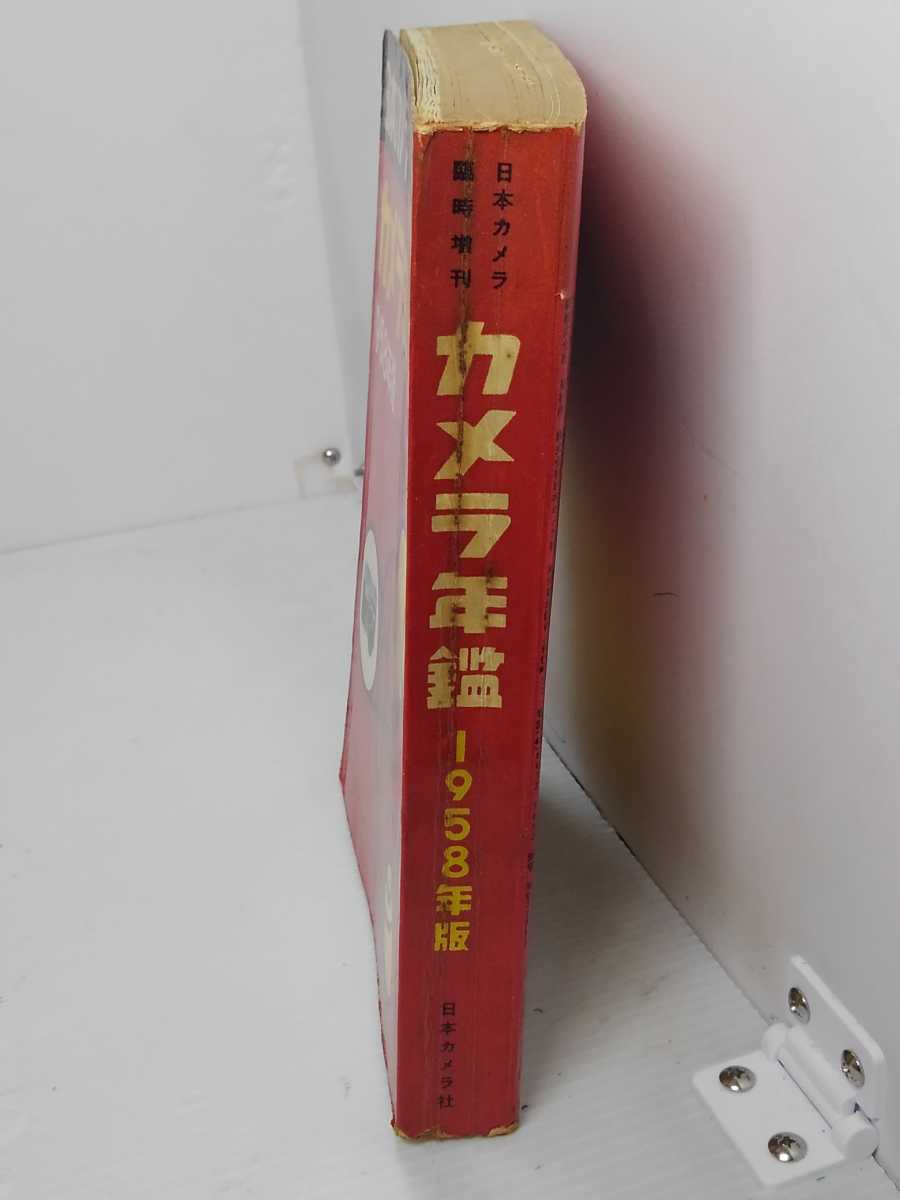 日本カメラ
臨時増刊
カメラ年鑑
1958年版
日本カメラ社